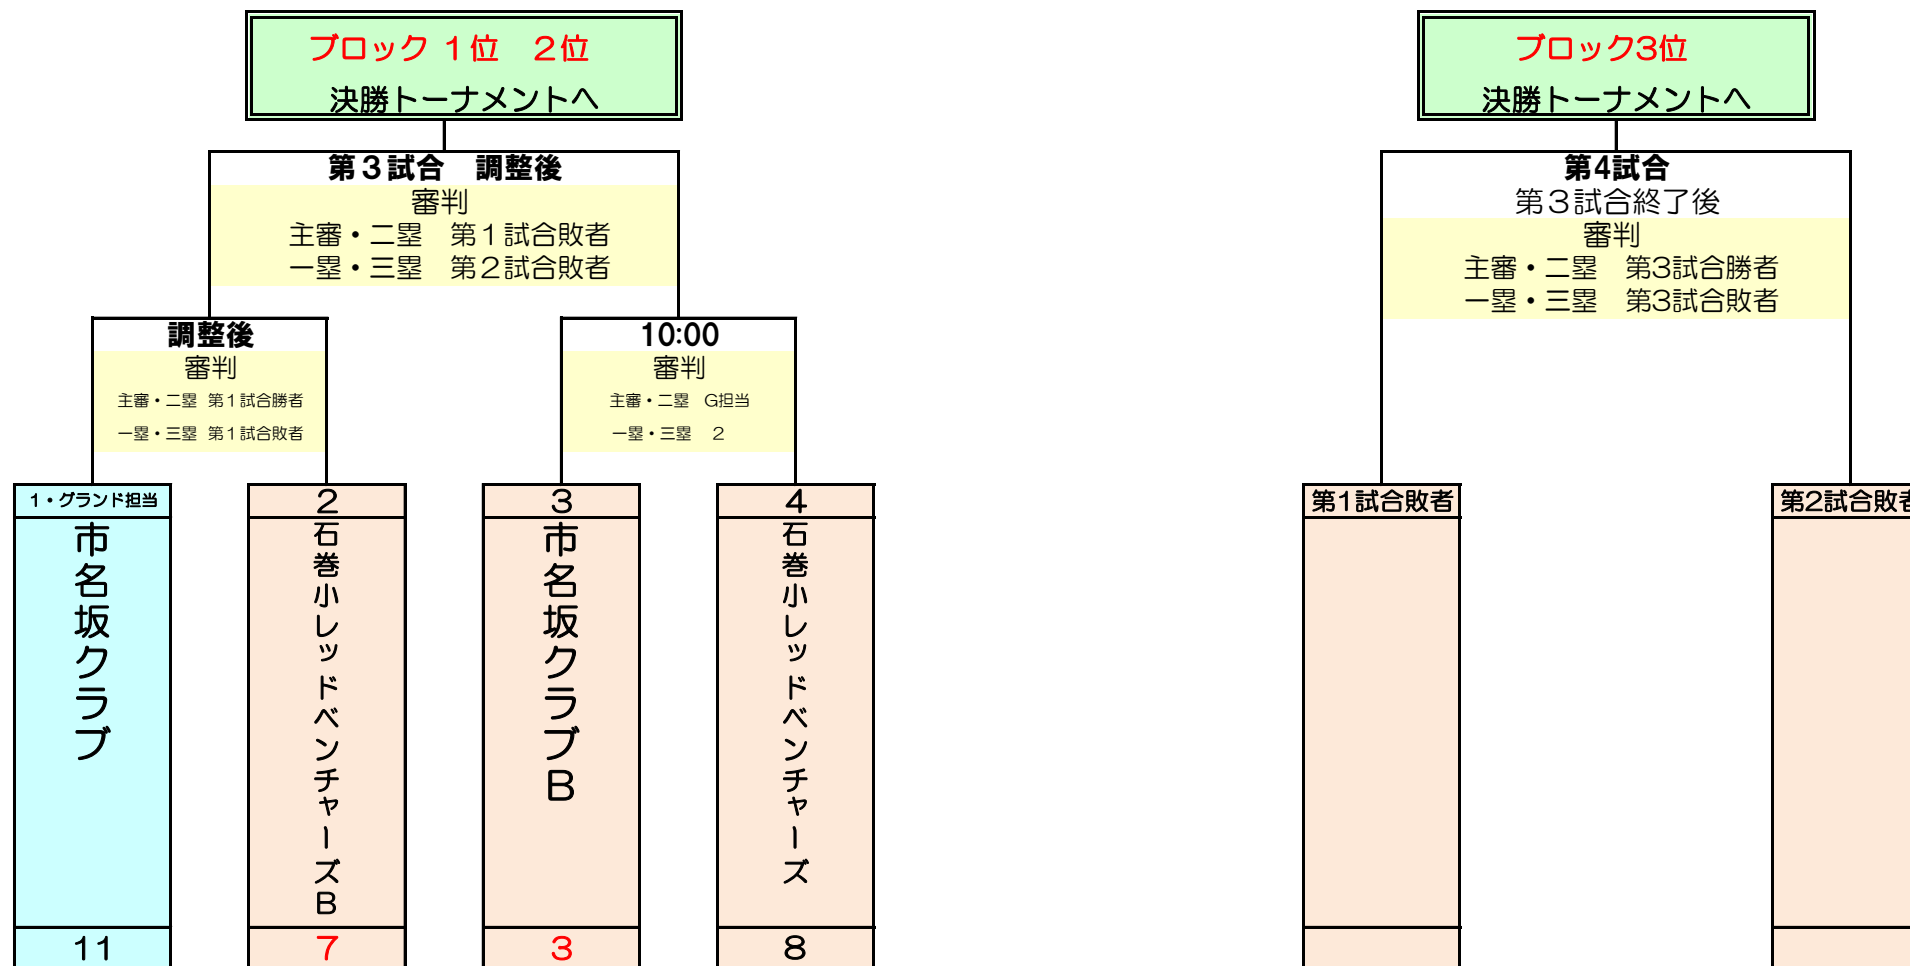 ブロック １位　２位
決勝トーナメントへ
第３試合　調整後
審判
主審・二塁　第１試合敗者
一塁・三塁　第２試合敗者
調整後
審判
主審・二塁 第１試合勝者
一塁・三塁 第１試合敗者
10:00
審判
主審・二塁　G担当
一塁・三塁　２
1・グランド担当
市名坂クラブ
11
2
石巻小レッドベンチャーズB
7
3
市名坂クラブB
3
4
石巻小レッドベンチャーズ
8
ブロック3位
決勝トーナメントへ
第4試合
第３試合終了後
審判
主審・二塁　第3試合勝者
一塁・三塁　第3試合敗者
第1試合敗者
第2試合敗者